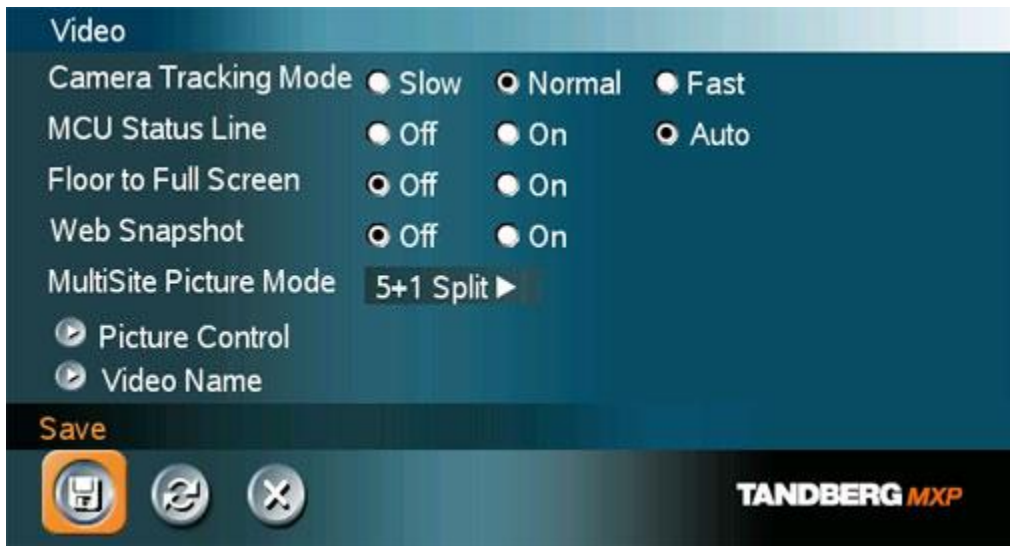 Video
Camera Tracking Mode Slow Normal Fast
MCU Status Line Off On Auto
Floor to Full Screen Off On
Web Snapshot Off On
MultiSite Picture Mode 5+1 Split
Picture Control
Video Name
Save
TANDBERG MXP